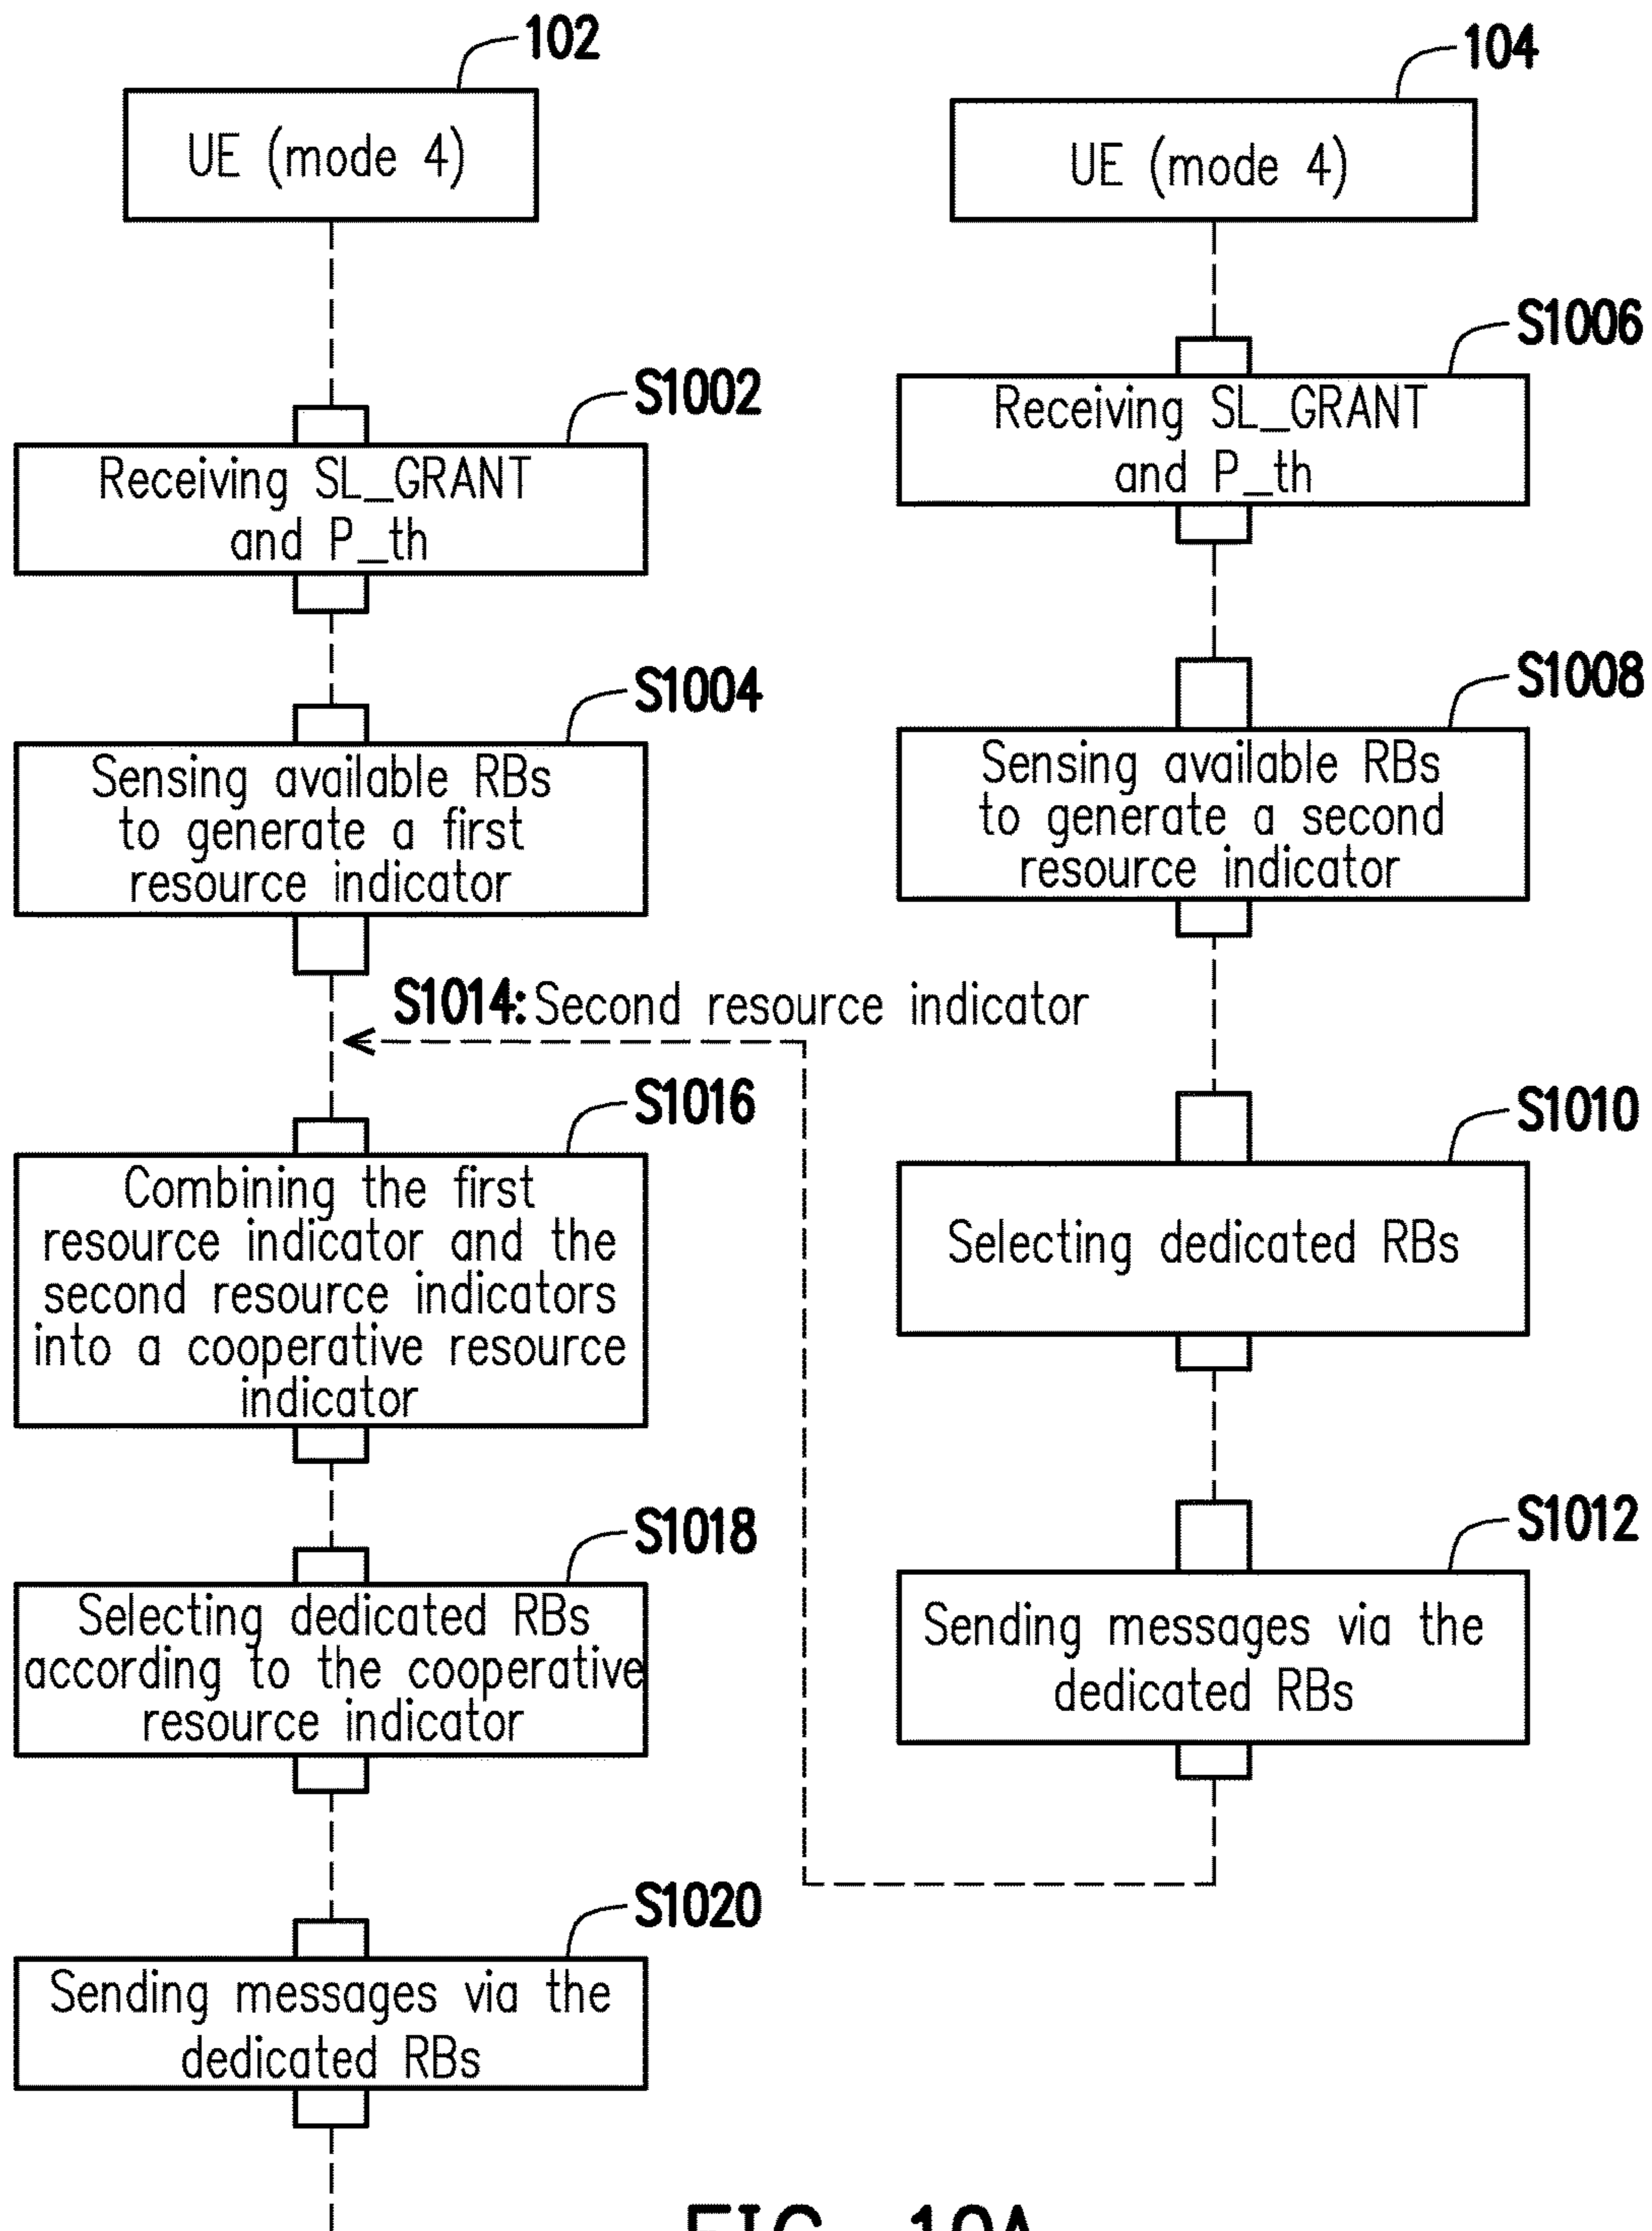 102
UE (mode 4)
S1002
Receiving SL_GRANT
and P_th
S1004
Sensing available RBs
to generate a first
resource indicator
S1014: Second resource indicator
S1016
Combining the first
resource indicator and the
second resource indicators
into a cooperative resource
indicator
S1018
Selecting dedicated RBs
according to the cooperative
resource indicator
S1020
Sending messages via the
dedicated RBs
104
UE (mode 4)
S1006
Receiving SL_GRANT
and P_th
S1008
Sensing available RBs
to generate a second
resource indicator
S1010
Selecting dedicated RBs
S1012
Sending messages via the
dedicated RBs
FIG. 10A